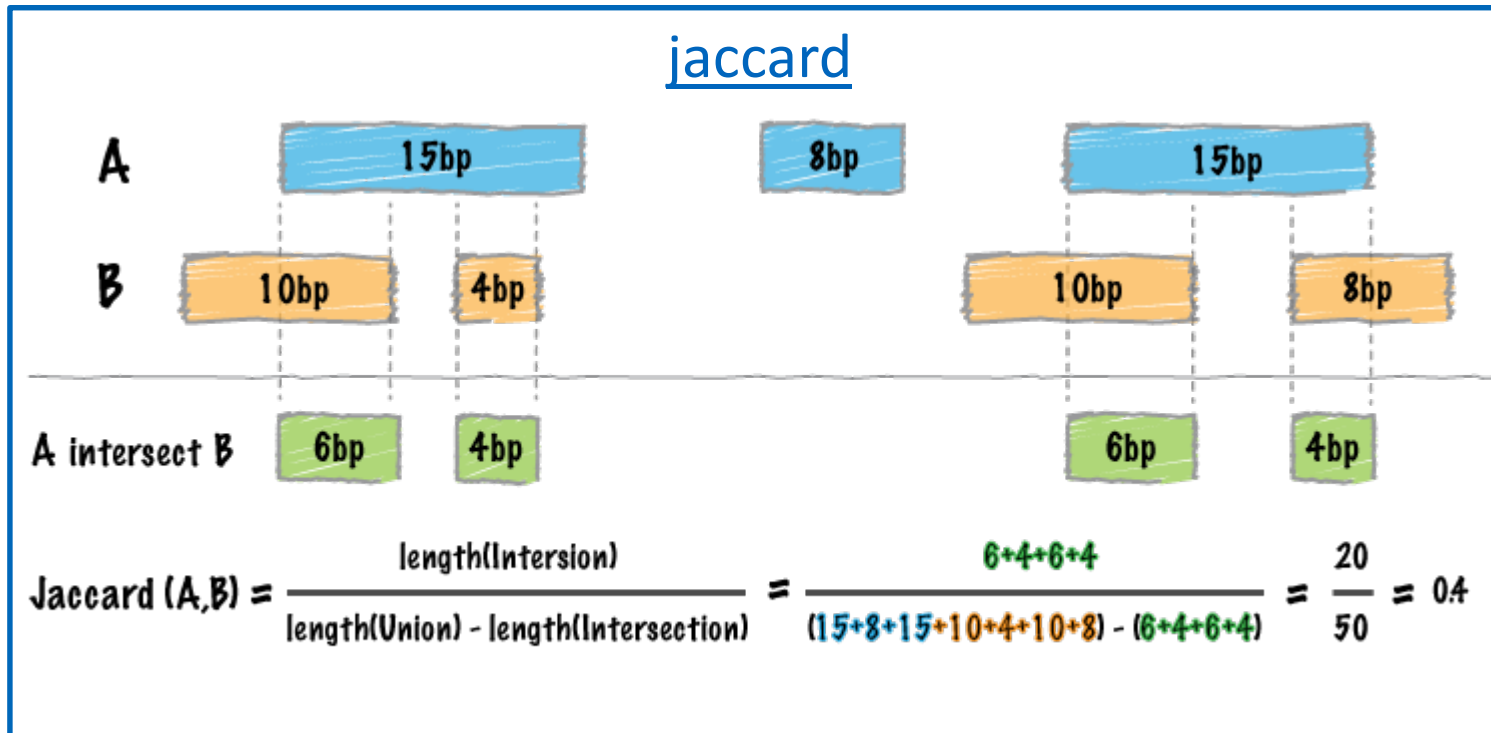 jaccard
A 15bp 8bp 15bp
B 10bp 4bp 10bp 8bp
A intersect B 6bp 4bp 6bp 4bp
length(Intersion) 6+4+6+4 20
Jaccard (A,B) = = = = 0.4
length(Union) - length(Intersection) (15+8+15+10+4+10+8) - (6+4+6+4) 50